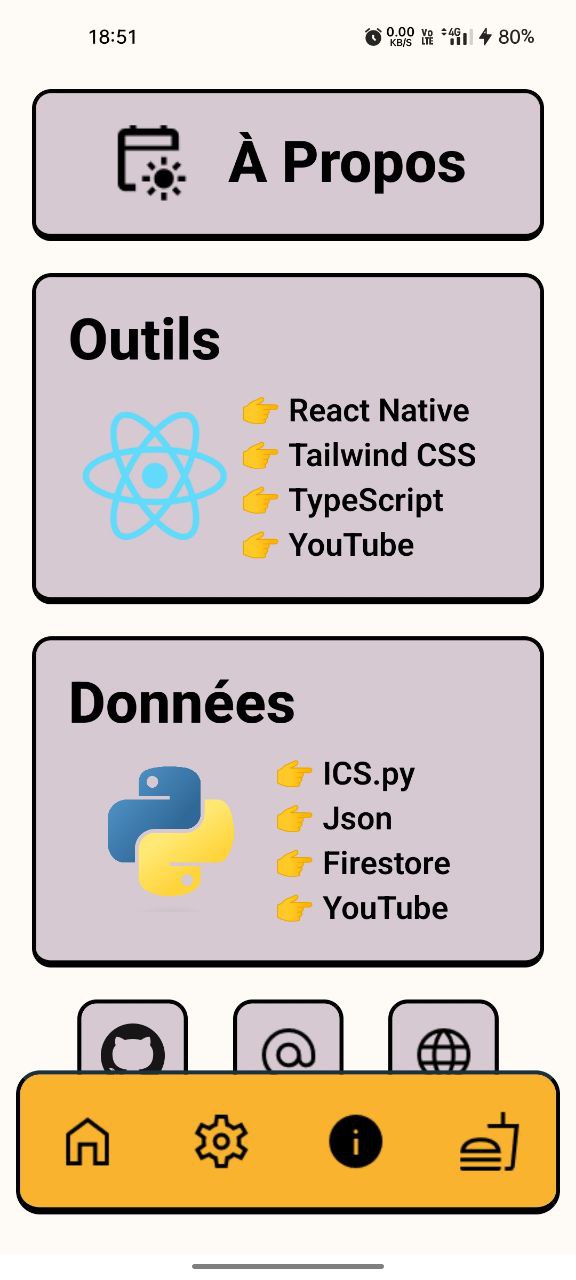 18:51
0.00 KB/S Vo LTE 4G 80%
À Propos
Outils
👉 React Native
👉 Tailwind CSS
👉 TypeScript
👉 YouTube
Données
👉 ICS.py
👉 Json
👉 Firestore
👉 YouTube